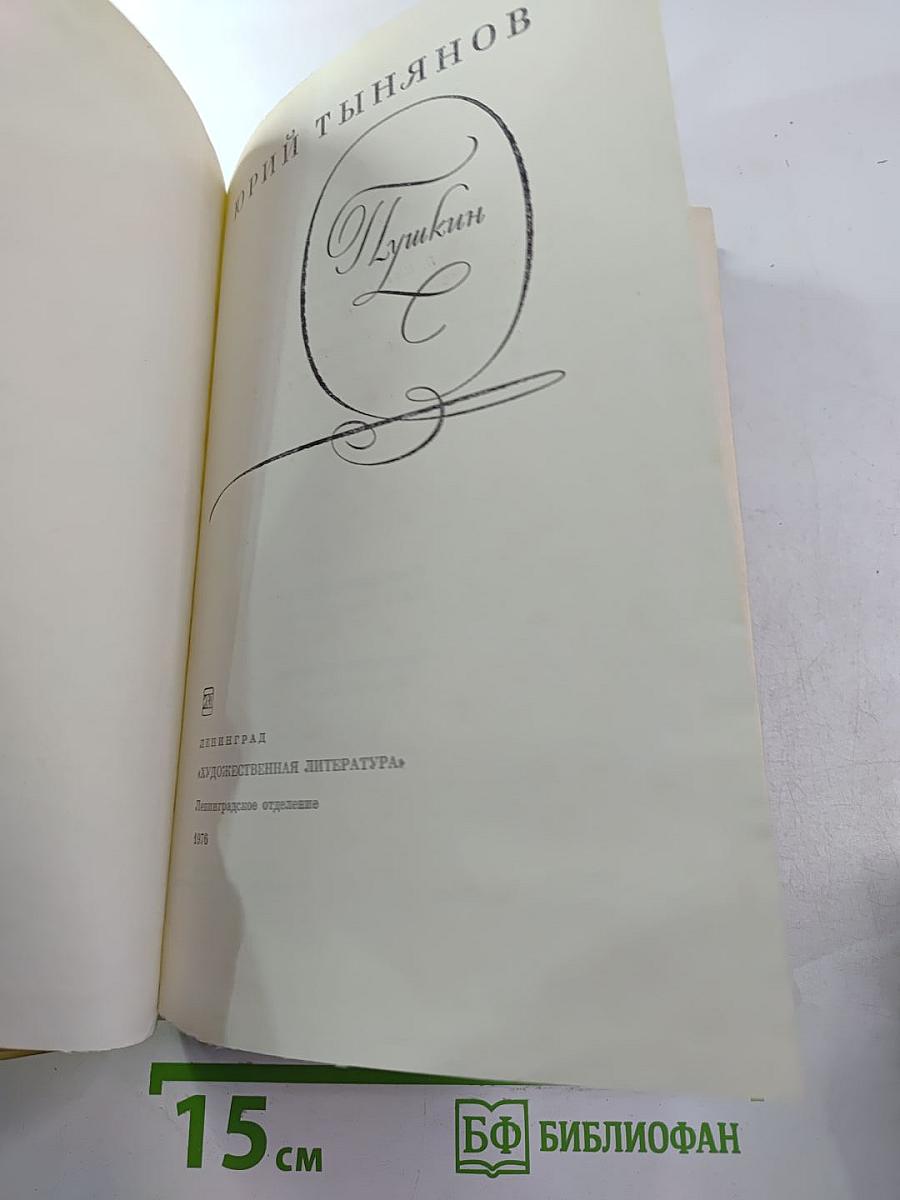 ЮРИЙ ТЫНЯНОВ
Пушкин
ЛЕНИНГРАД
«ХУДОЖЕСТВЕННАЯ ЛИТЕРАТУРА»
Ленинградское отделение
1976
15 см
БФ БИБЛИОФАН